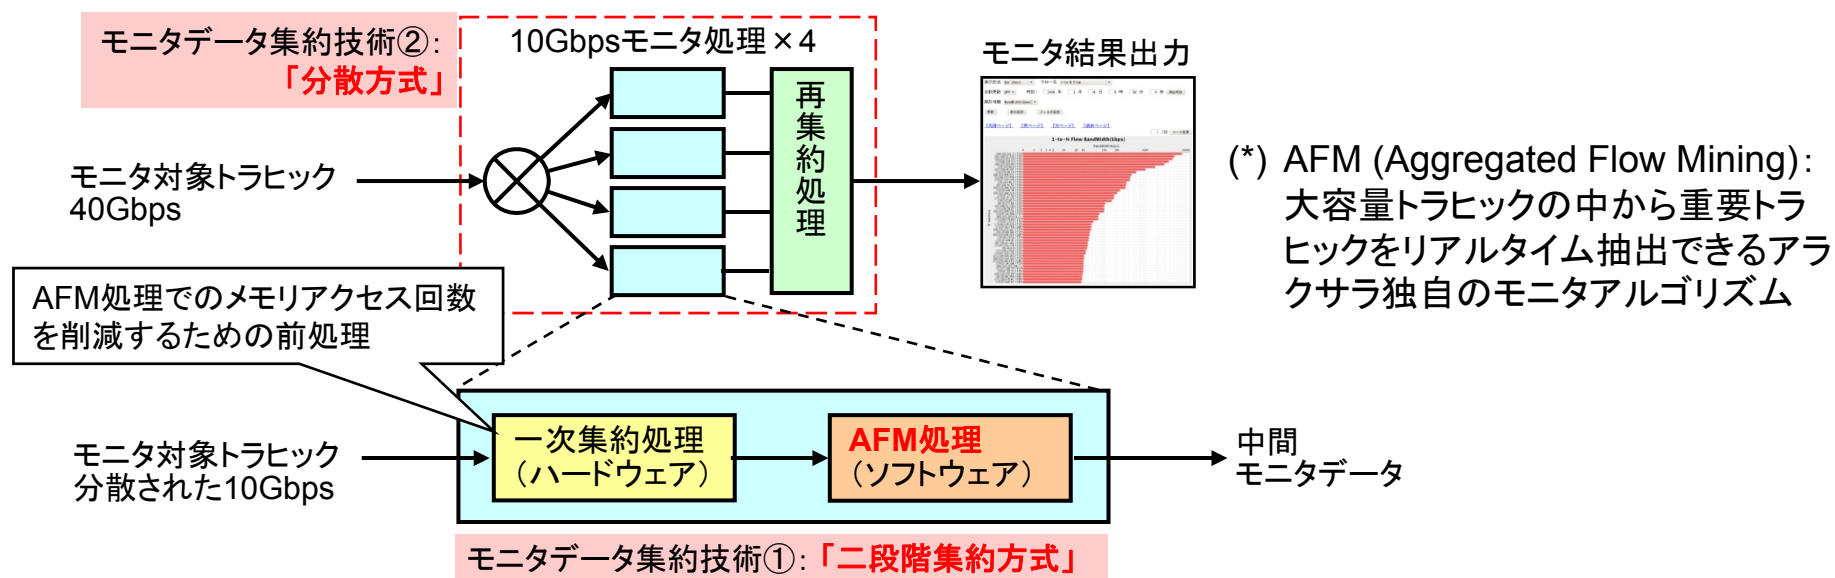 モニタデータ集約技術②：
「分散方式」
10Gbpsモニタ処理×4
再集約処理
モニタ結果出力
1-to-N Flow BandWidth(kbps)
モニタ対象トラヒック
40Gbps
(*) AFM (Aggregated Flow Mining)：
大容量トラヒックの中から重要トラ
ヒックをリアルタイム抽出できるアラ
クサラ独自のモニタアルゴリズム
AFM処理でのメモリアクセス回数
を削減するための前処理
モニタ対象トラヒック
分散された10Gbps
一次集約処理
（ハードウェア）
AFM処理
（ソフトウェア）
中間
モニタデータ
モニタデータ集約技術①：「二段階集約方式」